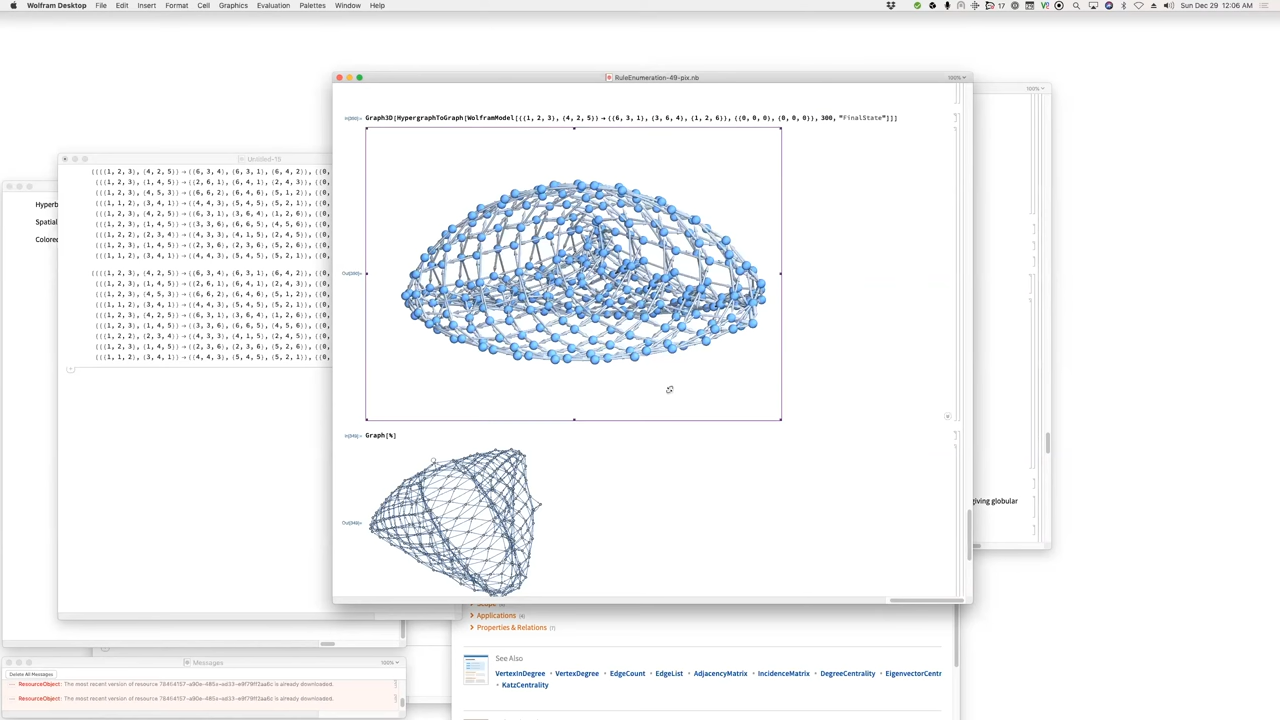 Wolfram Desktop File Edit Insert Format Cell Graphics Evaluation Palettes Window Help
17 Sun Dec 29 12:06 AM
RuleEnumeration-49-pix.nb 100%
100%
Graph3D[HypergraphToGraph[WolframModel[{{1, 2, 3}, {4, 2, 5}} → {{6, 3, 1}, {3, 6, 4}, {1, 2, 6}}, {{0, 0, 0}, {0, 0, 0}}, 300, "FinalState"]]]
Untitled-15
{{{{1, 2, 3}, {4, 2, 5}} → {{6, 3, 4}, {6, 3, 1}, {6, 4, 2}}, {{0,
{{{1, 2, 3}, {1, 4, 5}} → {{2, 6, 1}, {6, 4, 1}, {2, 4, 3}}, {{0,
{{{1, 2, 3}, {4, 5, 3}} → {{6, 6, 2}, {6, 4, 6}, {5, 1, 2}}, {{0,
{{{1, 1, 2}, {3, 4, 1}} → {{4, 4, 3}, {5, 4, 5}, {5, 2, 1}}, {{0,
{{{1, 2, 3}, {4, 2, 5}} → {{6, 3, 1}, {3, 6, 4}, {1, 2, 6}}, {{0,
{{{1, 2, 3}, {1, 4, 5}} → {{3, 3, 6}, {6, 6, 5}, {4, 5, 6}}, {{0,
{{{1, 2, 2}, {2, 3, 4}} → {{4, 3, 3}, {4, 1, 5}, {2, 4, 5}}, {{0,
{{{1, 2, 3}, {1, 4, 5}} → {{2, 3, 6}, {2, 3, 6}, {5, 2, 6}}, {{0,
{{{1, 1, 2}, {3, 4, 1}} → {{4, 4, 3}, {5, 4, 5}, {5, 2, 1}}, {{0,
{{{{1, 2, 3}, {4, 2, 5}} → {{6, 3, 4}, {6, 3, 1}, {6, 4, 2}}, {{0,
{{{1, 2, 3}, {1, 4, 5}} → {{2, 6, 1}, {6, 4, 1}, {2, 4, 3}}, {{0,
{{{1, 2, 3}, {4, 5, 3}} → {{6, 6, 2}, {6, 4, 6}, {5, 1, 2}}, {{0,
{{{1, 1, 2}, {3, 4, 1}} → {{4, 4, 3}, {5, 4, 5}, {5, 2, 1}}, {{0,
{{{1, 2, 3}, {4, 2, 5}} → {{6, 3, 1}, {3, 6, 4}, {1, 2, 6}}, {{0,
{{{1, 2, 3}, {1, 4, 5}} → {{3, 3, 6}, {6, 6, 5}, {4, 5, 6}}, {{0,
{{{1, 2, 2}, {2, 3, 4}} → {{4, 3, 3}, {4, 1, 5}, {2, 4, 5}}, {{0,
{{{1, 2, 3}, {1, 4, 5}} → {{2, 3, 6}, {2, 3, 6}, {5, 2, 6}}, {{0,
{{{1, 1, 2}, {3, 4, 1}} → {{4, 4, 3}, {5, 4, 5}, {5, 2, 1}}, {{0,
Hyperb
Spatial
Colored
Graph[%]
giving globular
Scope
Applications (4)
Properties & Relations (1)
See Also
VertexInDegree • VertexDegree • EdgeCount • EdgeList • AdjacencyMatrix • IncidenceMatrix • DegreeCentrality • EigenvectorCentr
• KatzCentrality
Messages 100%
Delete All Messages
ResourceObject: The most recent version of resource is already downloaded.
ResourceObject: The most recent version of resource is already downloaded.